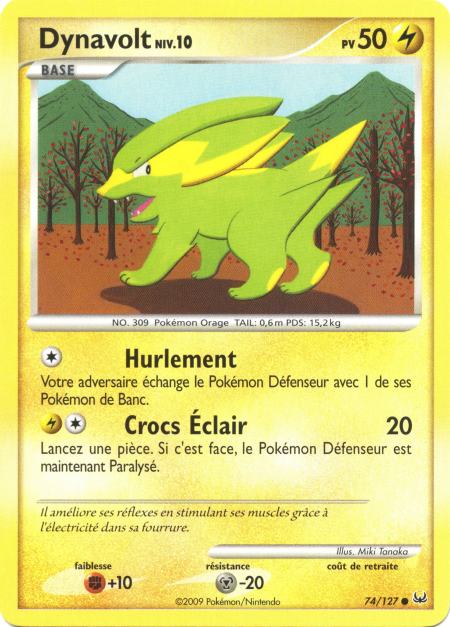 Dynavolt NIV.10
PV 50
BASE
NO. 309 Pokémon Orage TAIL: 0,6 m PDS: 15,2 kg
Hurlement
Votre adversaire échange le Pokémon Défenseur avec 1 de ses
Pokémon de Banc.
Crocs Éclair 20
Lancez une pièce. Si c'est face, le Pokémon Défenseur est
maintenant Paralysé.
Il améliore ses réflexes en stimulant ses muscles grâce à
l'électricité dans sa fourrure.
Illus. Miki Tanaka
faiblesse résistance coût de retraite
+10 -20
©2009 Pokémon/Nintendo 74/127